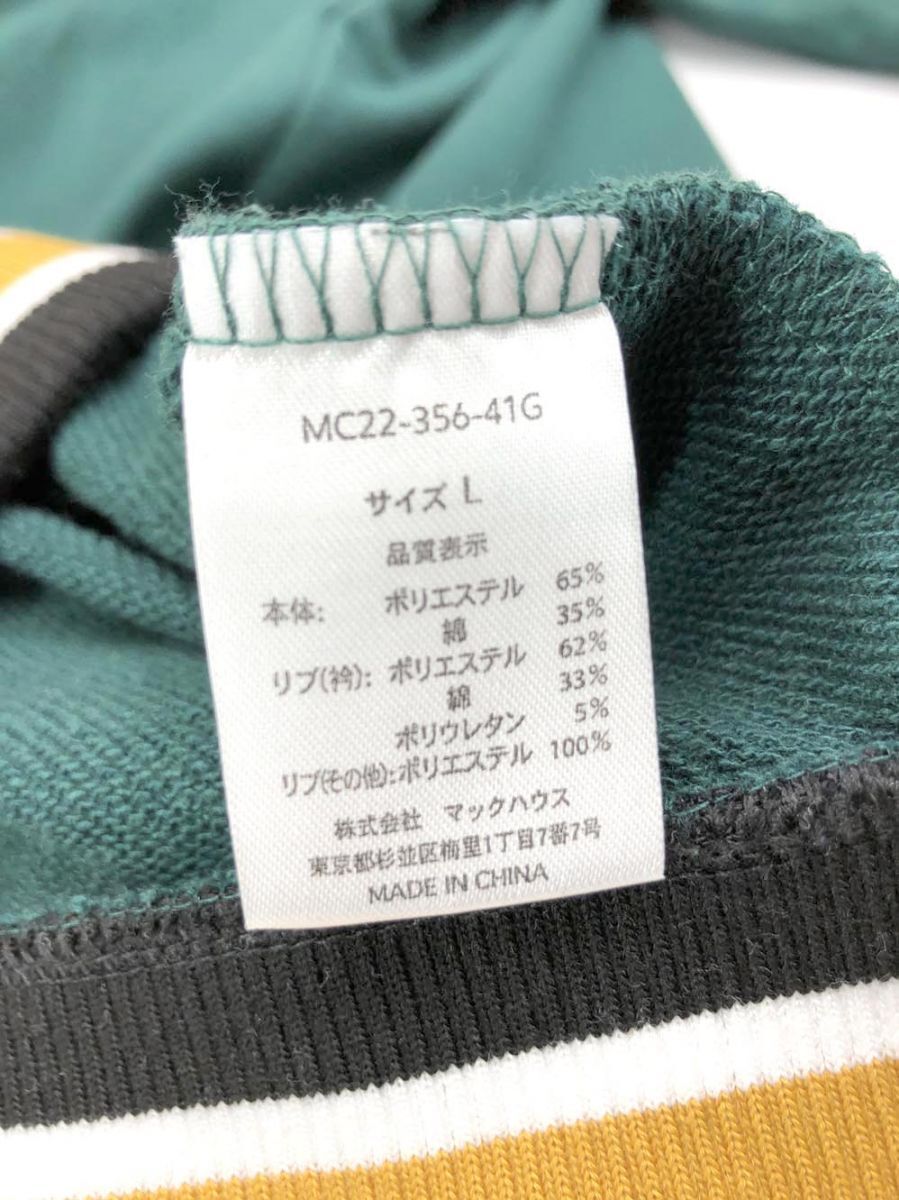 MC22-356-41G
サイズ L
品質表示
本体: ポリエステル 65%
綿 35%
リブ(衿): ポリエステル 62%
綿 33%
ポリウレタン 5%
リブ(その他):ポリエステル 100%
株式会社 マックハウス
東京都杉並区梅里1丁目7番7号
MADE IN CHINA